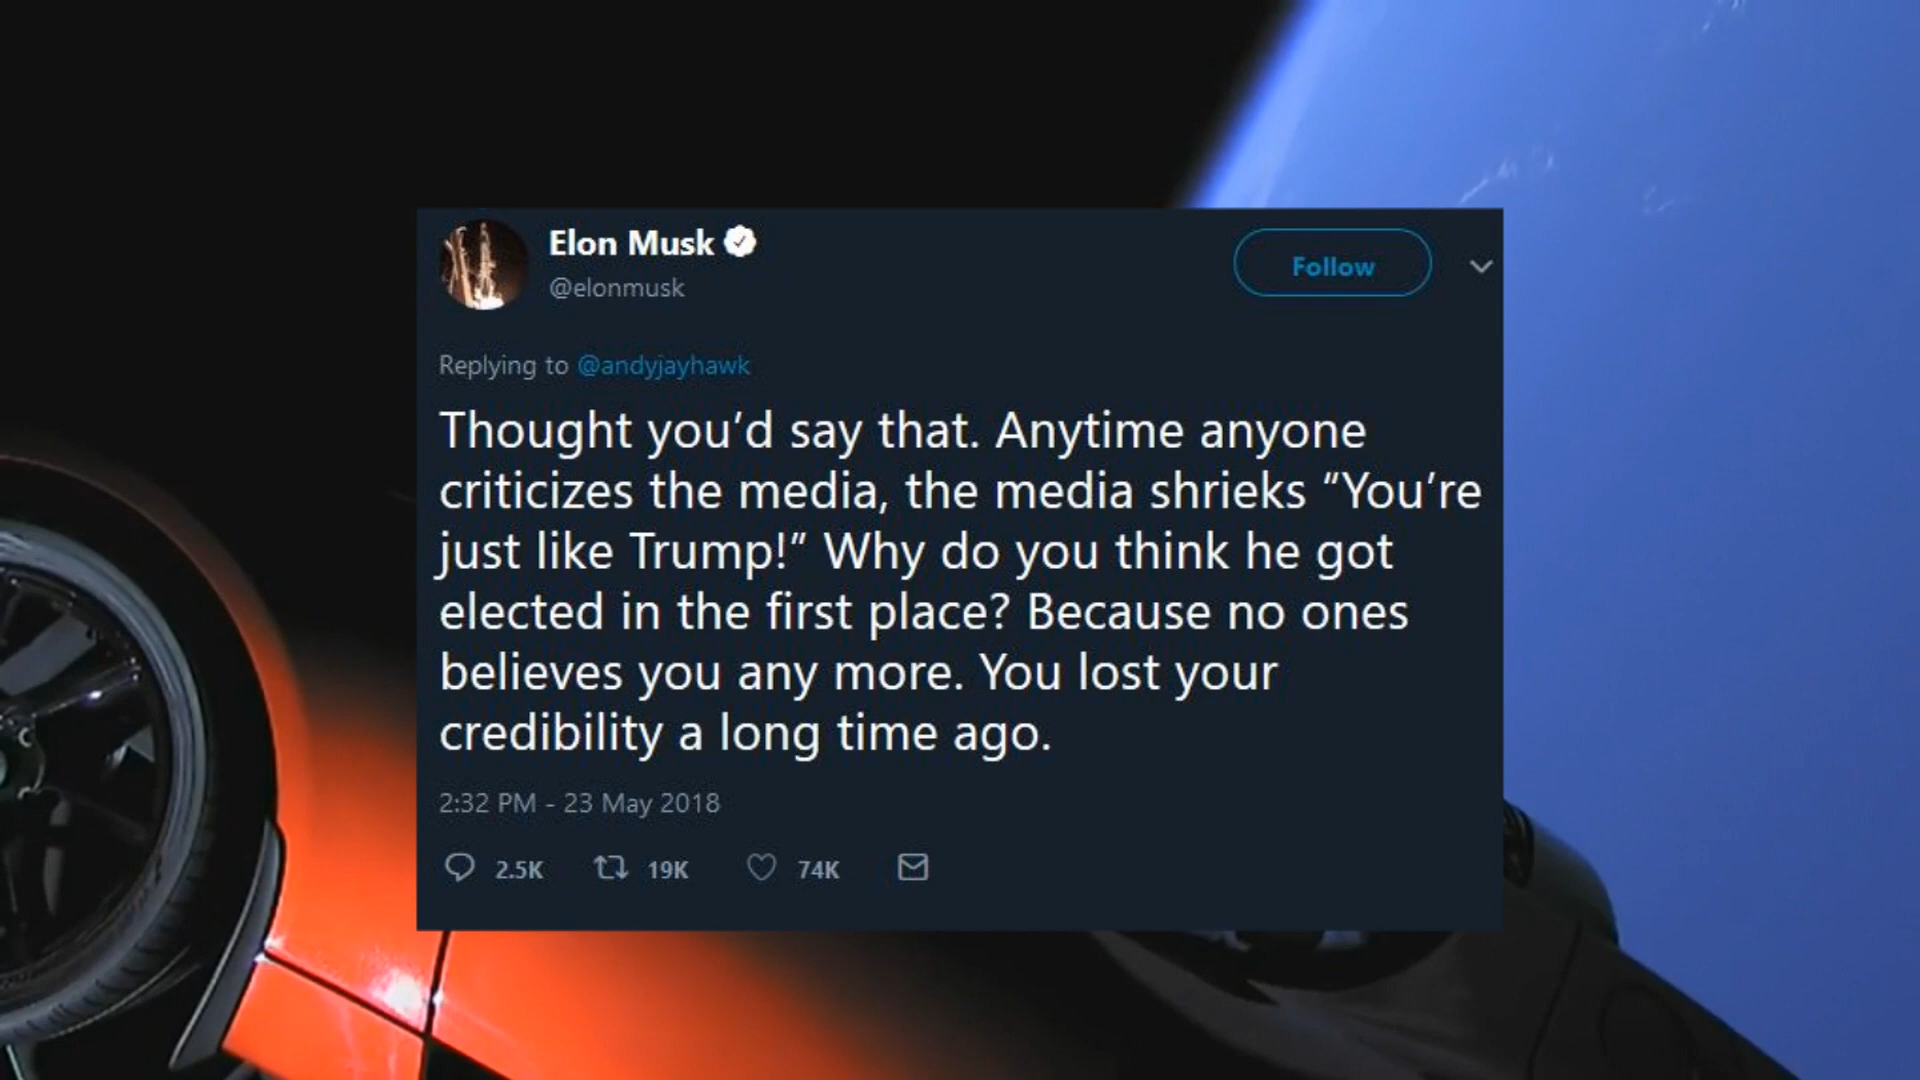 Elon Musk
@elonmusk
Follow
Replying to @andyjayhawk
Thought you’d say that. Anytime anyone
criticizes the media, the media shrieks “You’re
just like Trump!” Why do you think he got
elected in the first place? Because no ones
believes you any more. You lost your
credibility a long time ago.
2:32 PM - 23 May 2018
2.5K 19K 74K